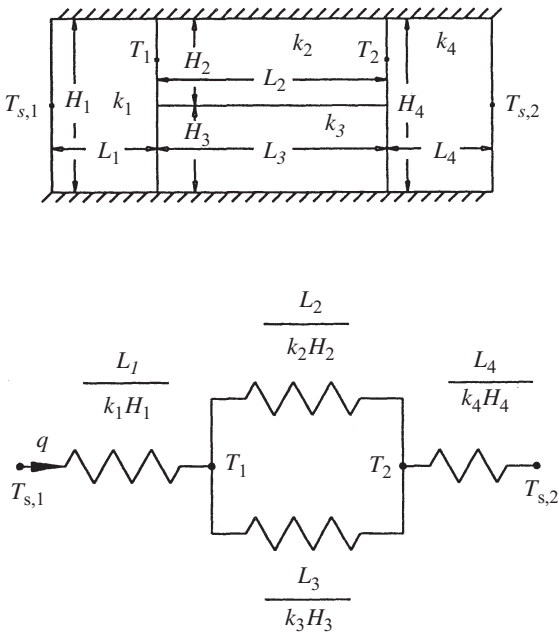 T1
H2
k2
T2
k4
L2
Ts,1
H1
k1
H4
Ts,2
H3
k3
L1
L3
L4
L2
k2H2
L1
k1H1
L4
k4H4
q
Ts,1
T1
T2
Ts,2
L3
k3H3